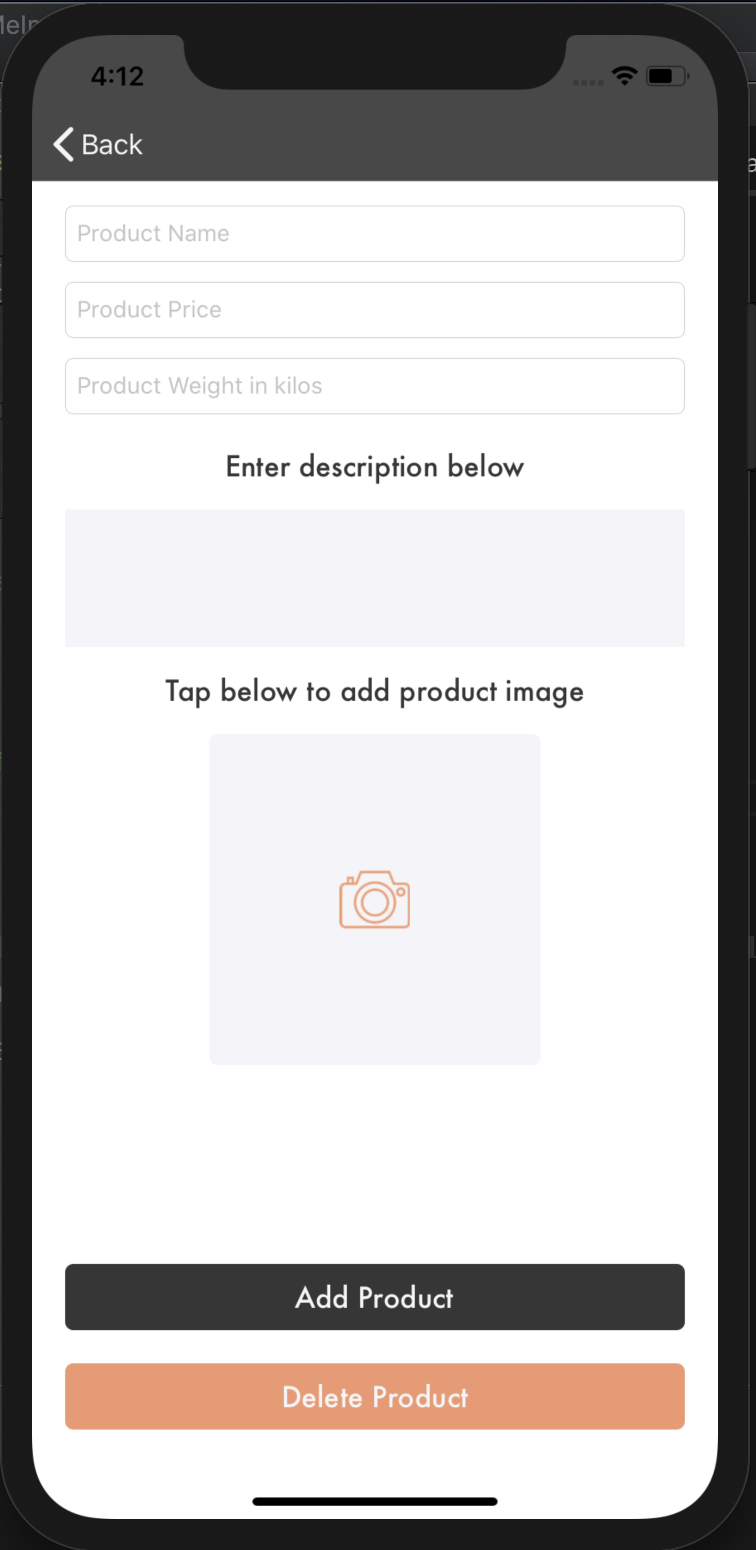 4:12
Back
Product Name
Product Price
Product Weight in kilos
Enter description below
Tap below to add product image
Add Product
Delete Product